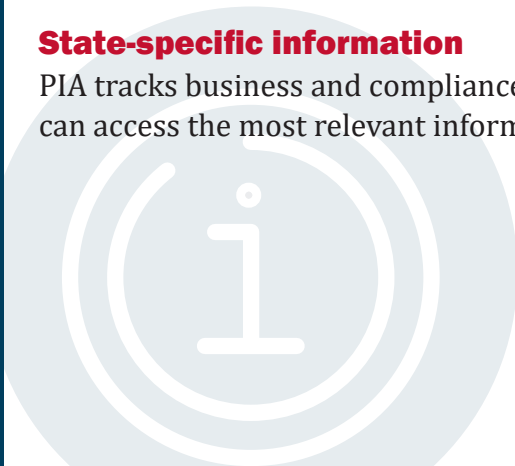 State-specific information
PIA tracks business and compliance
can access the most relevant inform